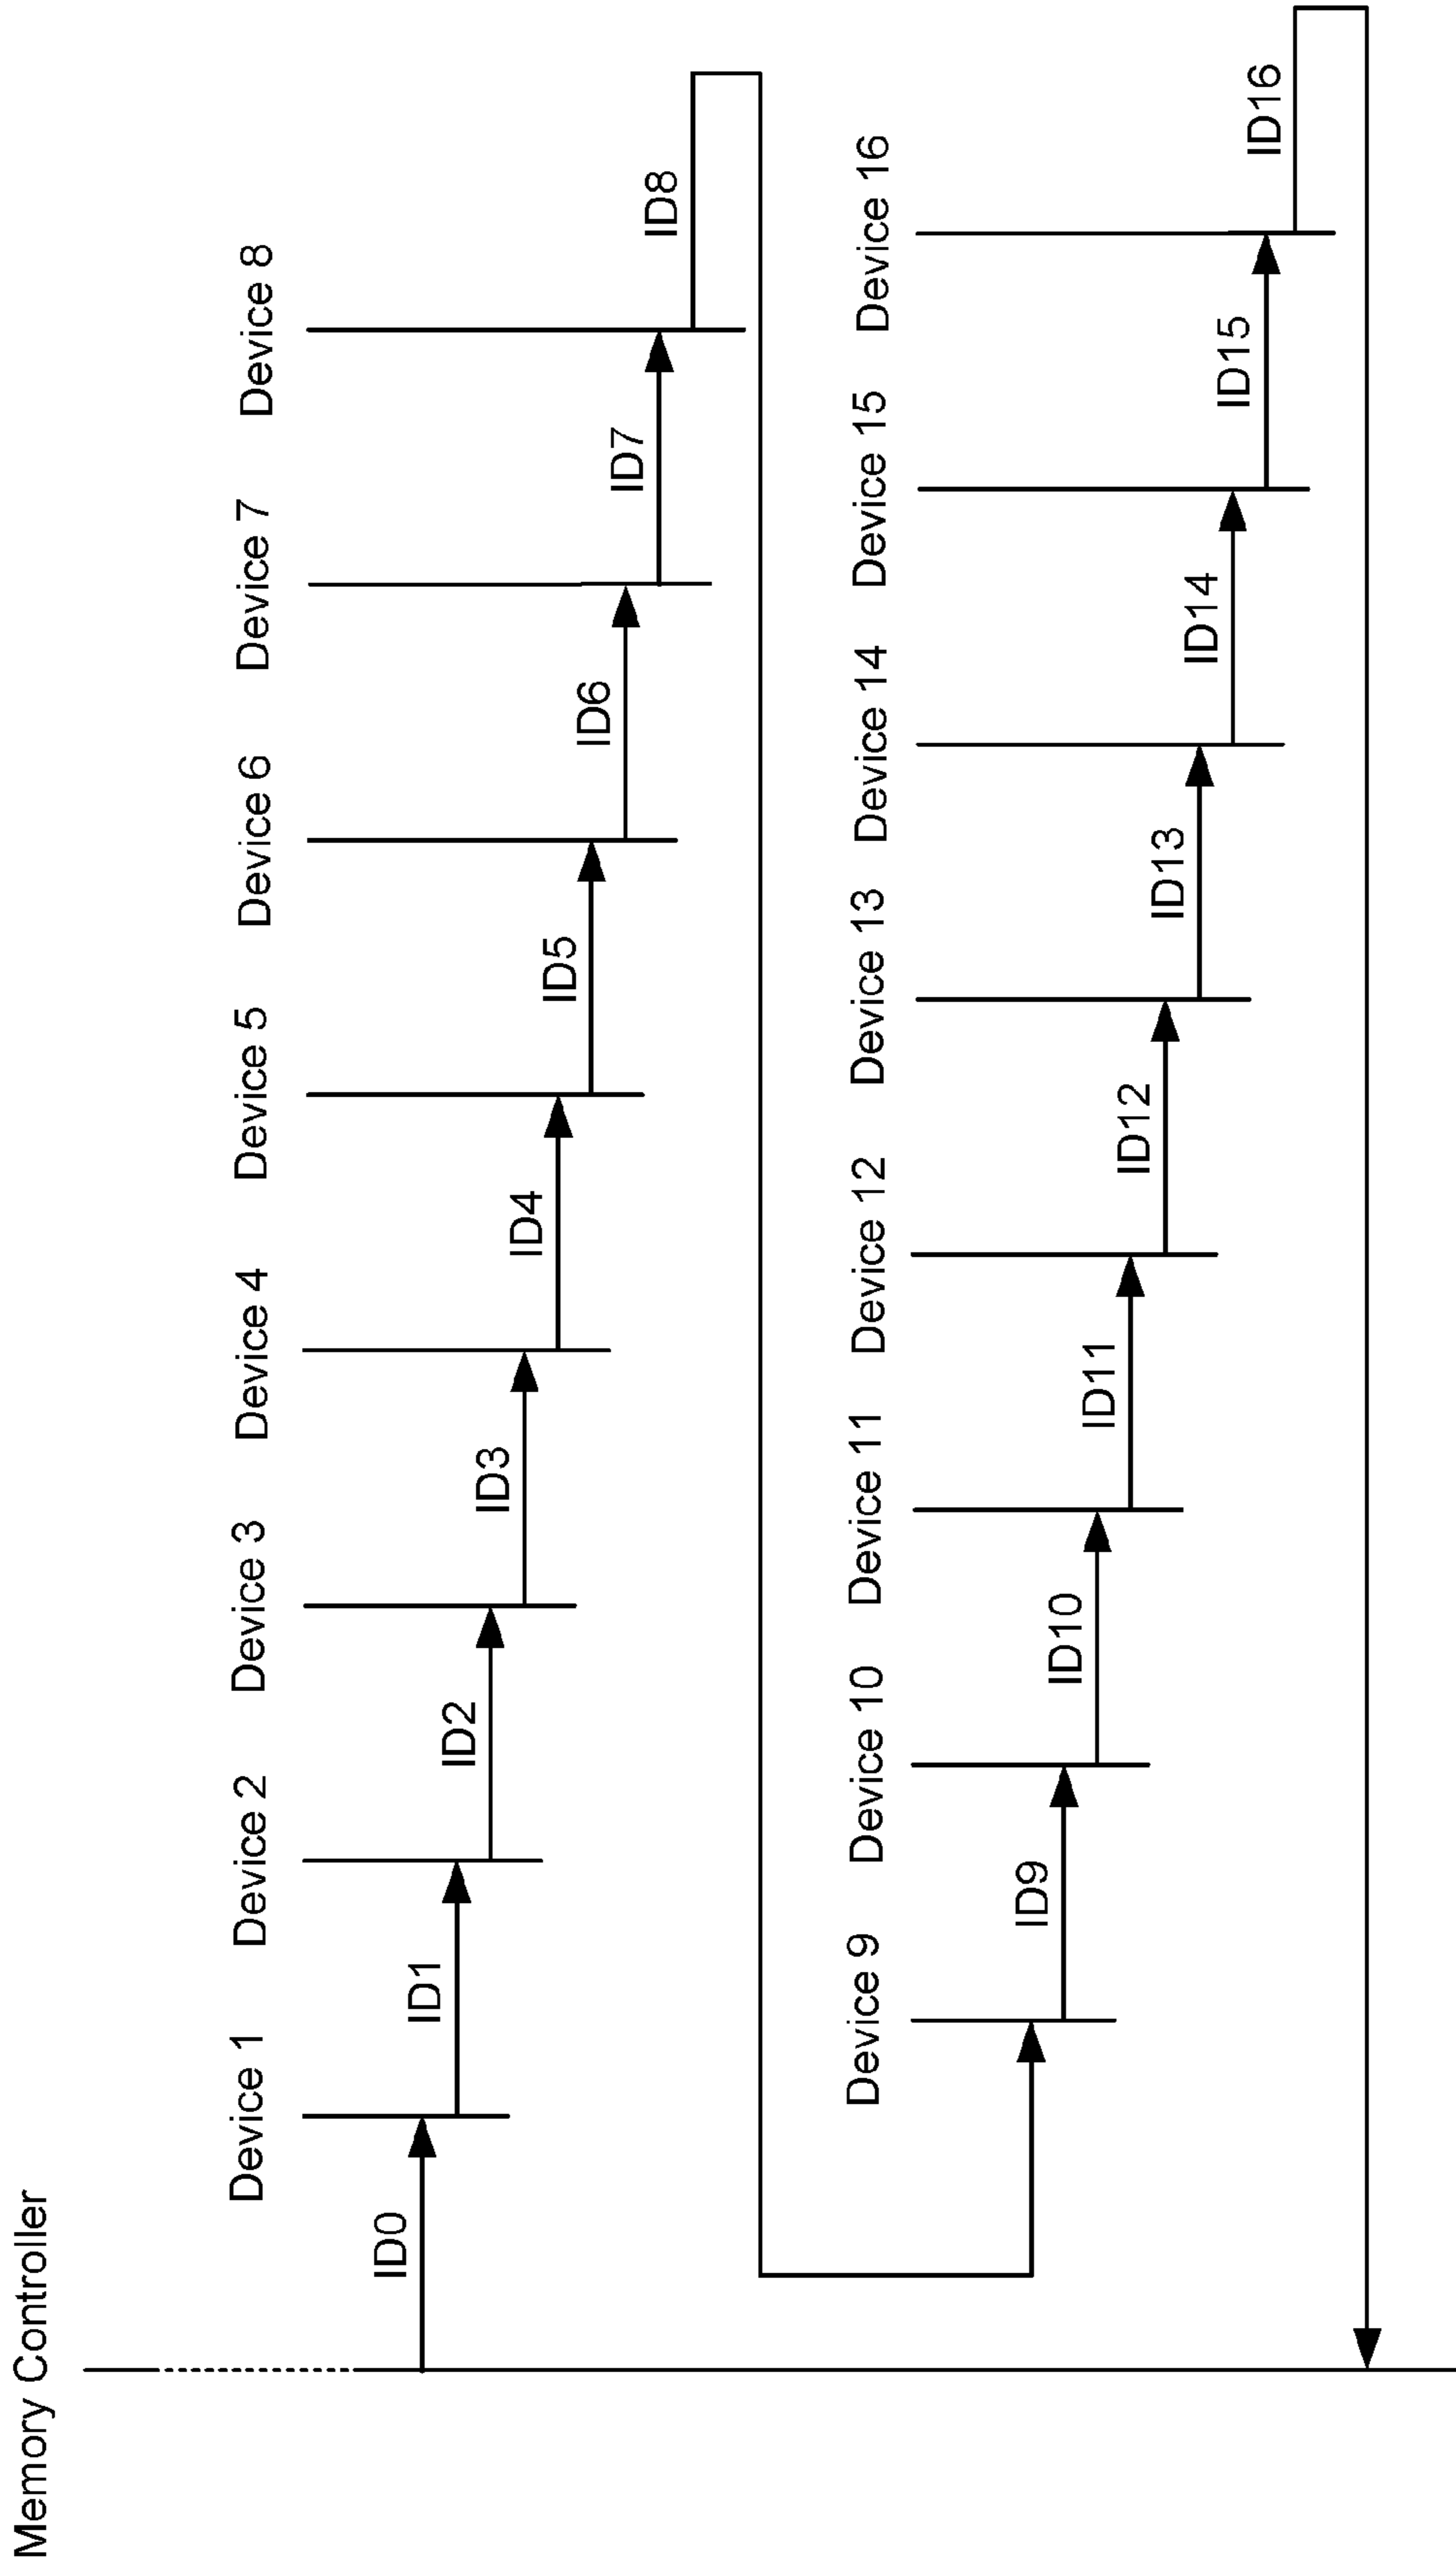 Memory Controller
Device 1
Device 2
Device 3
Device 4
Device 5
Device 6
Device 7
Device 8
ID0
ID1
ID2
ID3
ID4
ID5
ID6
ID7
ID8
Device 9
Device 10
Device 11
Device 12
Device 13
Device 14
Device 15
Device 16
ID9
ID10
ID11
ID12
ID13
ID14
ID15
ID16